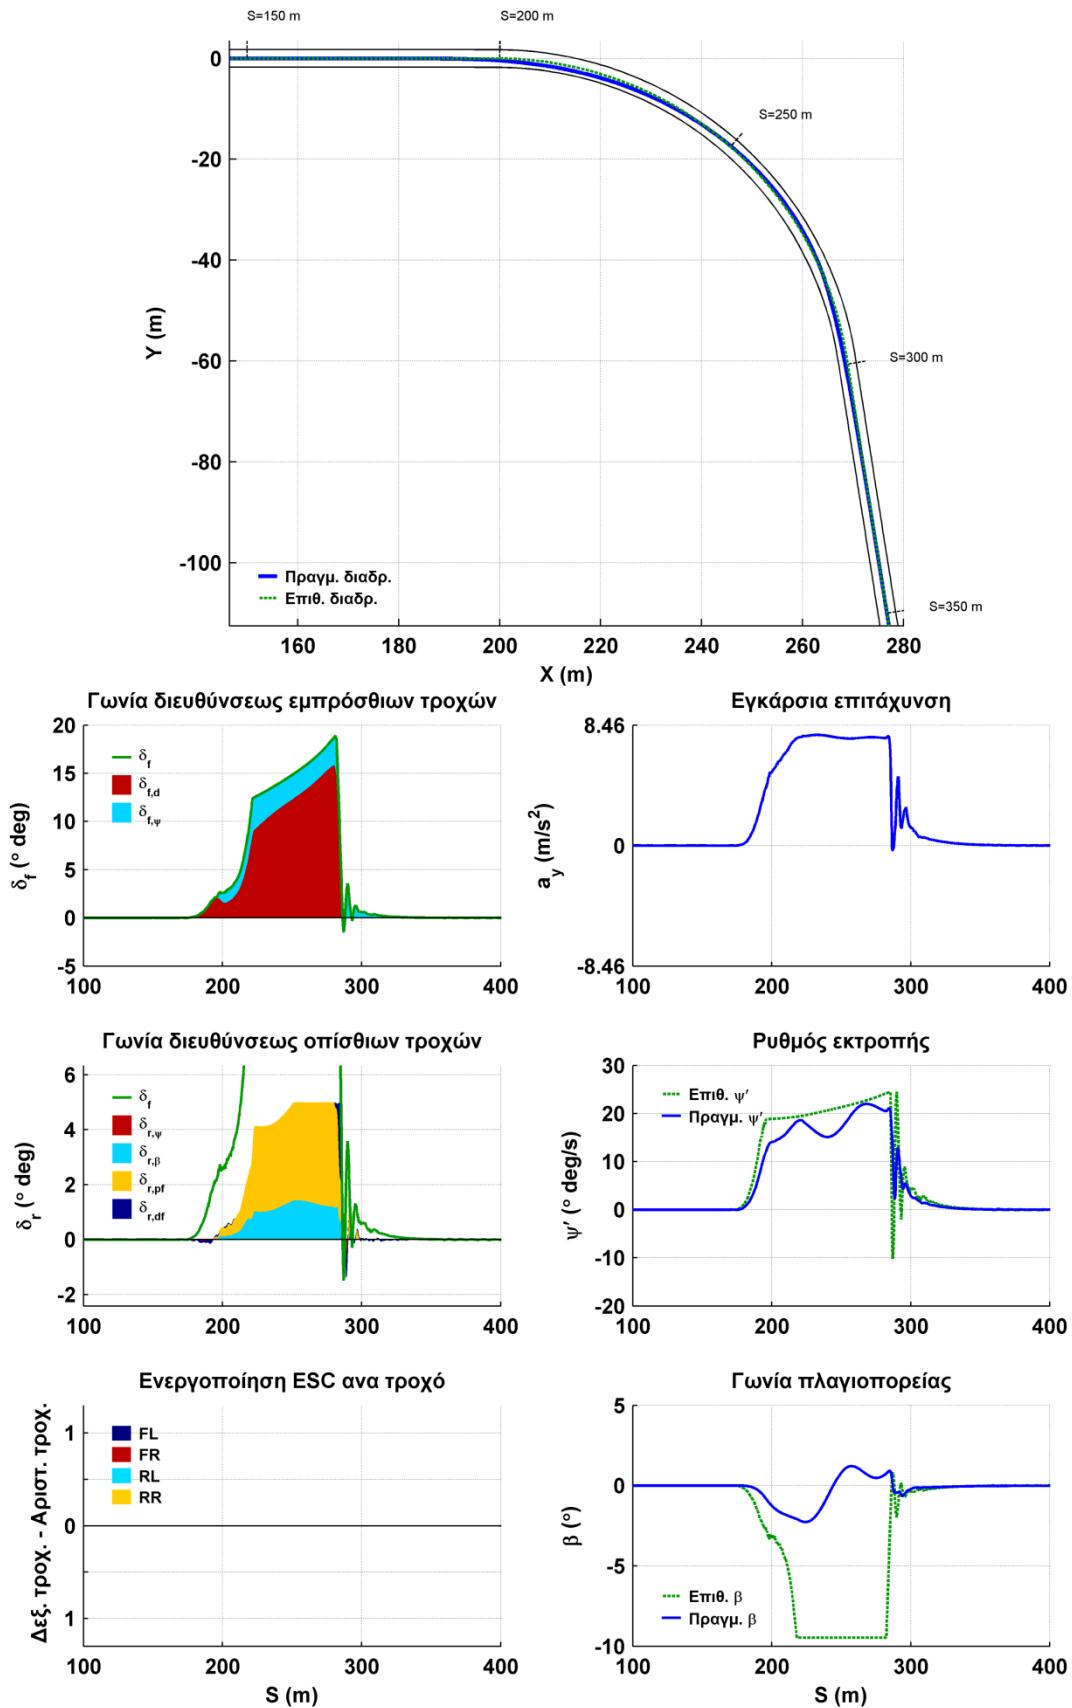 S=150 m
S=200 m
0
S=250 m
-20
-40
Y (m)
-60
S=300 m
-80
-100
Πραγμ. διαδρ.
Επιθ. διαδρ.
S=350 m
160 180 200 220 240 260 280
X (m)
Γωνία διευθύνσεως εμπρόσθιων τροχών
20
15
10
5
0
-5
δf
δf,d
δf,ψ
δf (° deg)
100 200 300 400
Εγκάρσια επιτάχυνση
8.46
0
-8.46
ay (m/s²)
100 200 300 400
Γωνία διευθύνσεως οπίσθιων τροχών
6
4
2
0
-2
δf
δr,ψ
δr,β
δr,pf
δr,df
δr (° deg)
100 200 300 400
Ρυθμός εκτροπής
30
20
10
0
-10
-20
Επιθ. ψ′
Πραγμ. ψ′
ψ′ (° deg/s)
100 200 300 400
Ενεργοποίηση ESC ανα τροχό
1
0
1
FL
FR
RL
RR
Δεξ. τροχ. - Αριστ. τροχ.
100 200 300 400
S (m)
Γωνία πλαγιοπορείας
5
0
-5
-10
Επιθ. β
Πραγμ. β
β (°)
100 200 300 400
S (m)